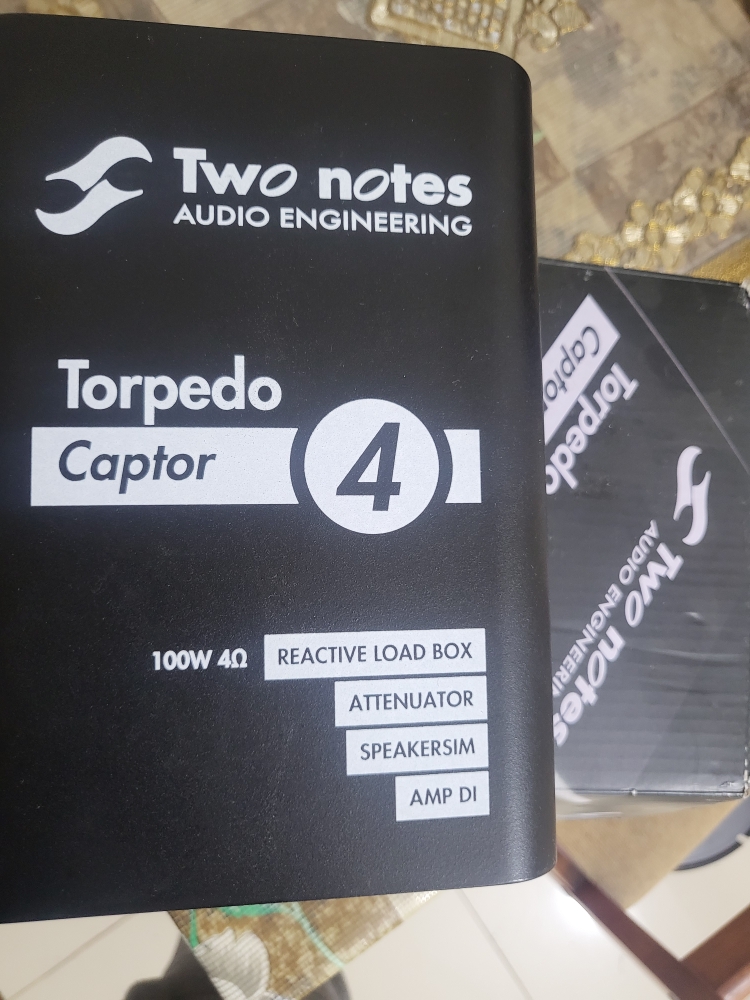 Two notes
AUDIO ENGINEERING
Torpedo
Captor 4
100W 4Ω REACTIVE LOAD BOX
ATTENUATOR
SPEAKERSIM
AMP DI
Torpedo
Captor
Two notes
AUDIO ENGINEERIN